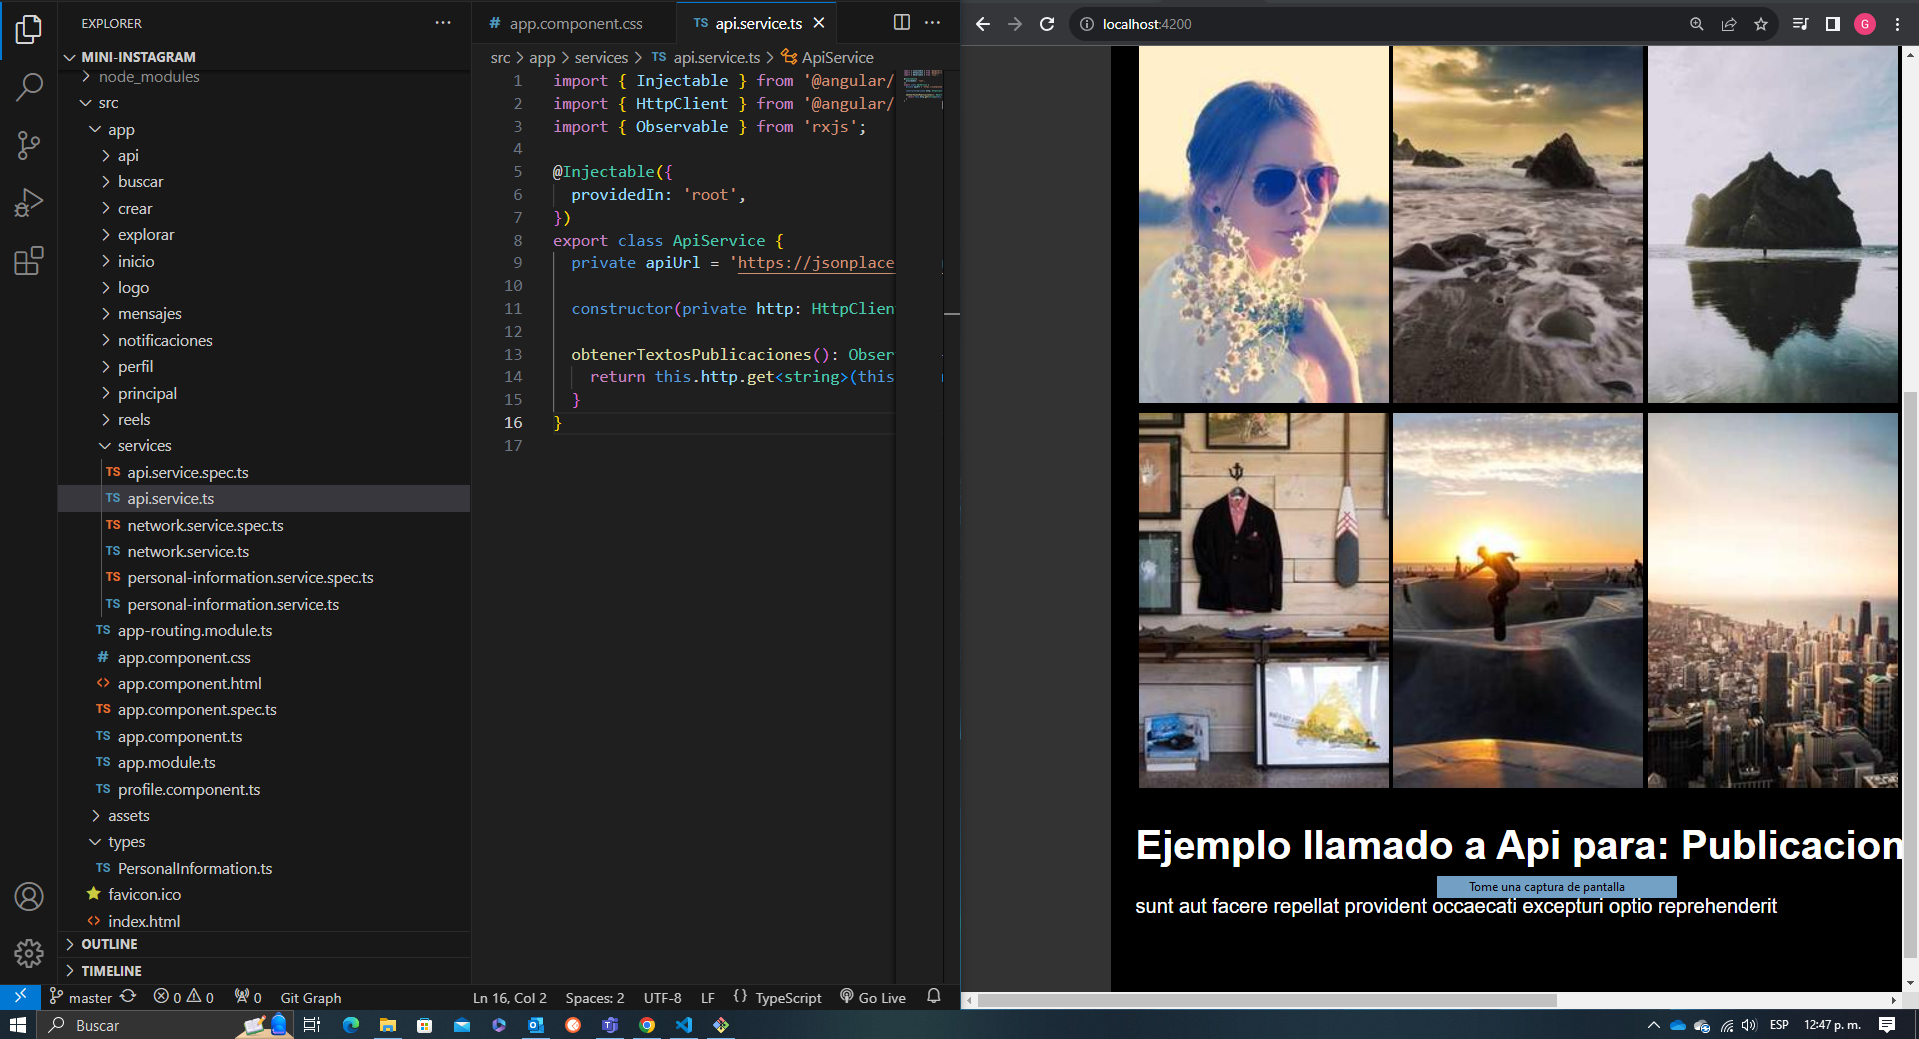 EXPLORER
MINI-INSTAGRAM
node_modules
src
app
api
buscar
crear
explorar
inicio
logo
mensajes
notificaciones
perfil
principal
reels
services
TS api.service.spec.ts
TS api.service.ts
TS network.service.spec.ts
TS network.service.ts
TS personal-information.service.spec.ts
TS personal-information.service.ts
TS app-routing.module.ts
# app.component.css
<> app.component.html
TS app.component.spec.ts
TS app.component.ts
TS app.module.ts
TS profile.component.ts
assets
types
TS PersonalInformation.ts
favicon.ico
<> index.html
OUTLINE
TIMELINE
# app.component.css
TS api.service.ts
src > app > services > TS api.service.ts > ApiService
1 import { Injectable } from '@angular/
2 import { HttpClient } from '@angular/
3 import { Observable } from 'rxjs';
4
5 @Injectable({
6 providedIn: 'root',
7 })
8 export class ApiService {
9 private apiUrl = 'https://jsonplace
10
11 constructor(private http: HttpClien
12
13 obtenerTextosPublicaciones(): Obser
14 return this.http.get<string>(this
15 }
16 }
17
master 0 0 0 Git Graph Ln 16, Col 2 Spaces: 2 UTF-8 LF {} TypeScript Go Live
localhost:4200
G
Ejemplo llamado a Api para: Publicacion
Tome una captura de pantalla
sunt aut facere repellat provident occaecati excepturi optio reprehenderit
Buscar
ESP 12:47 p. m.